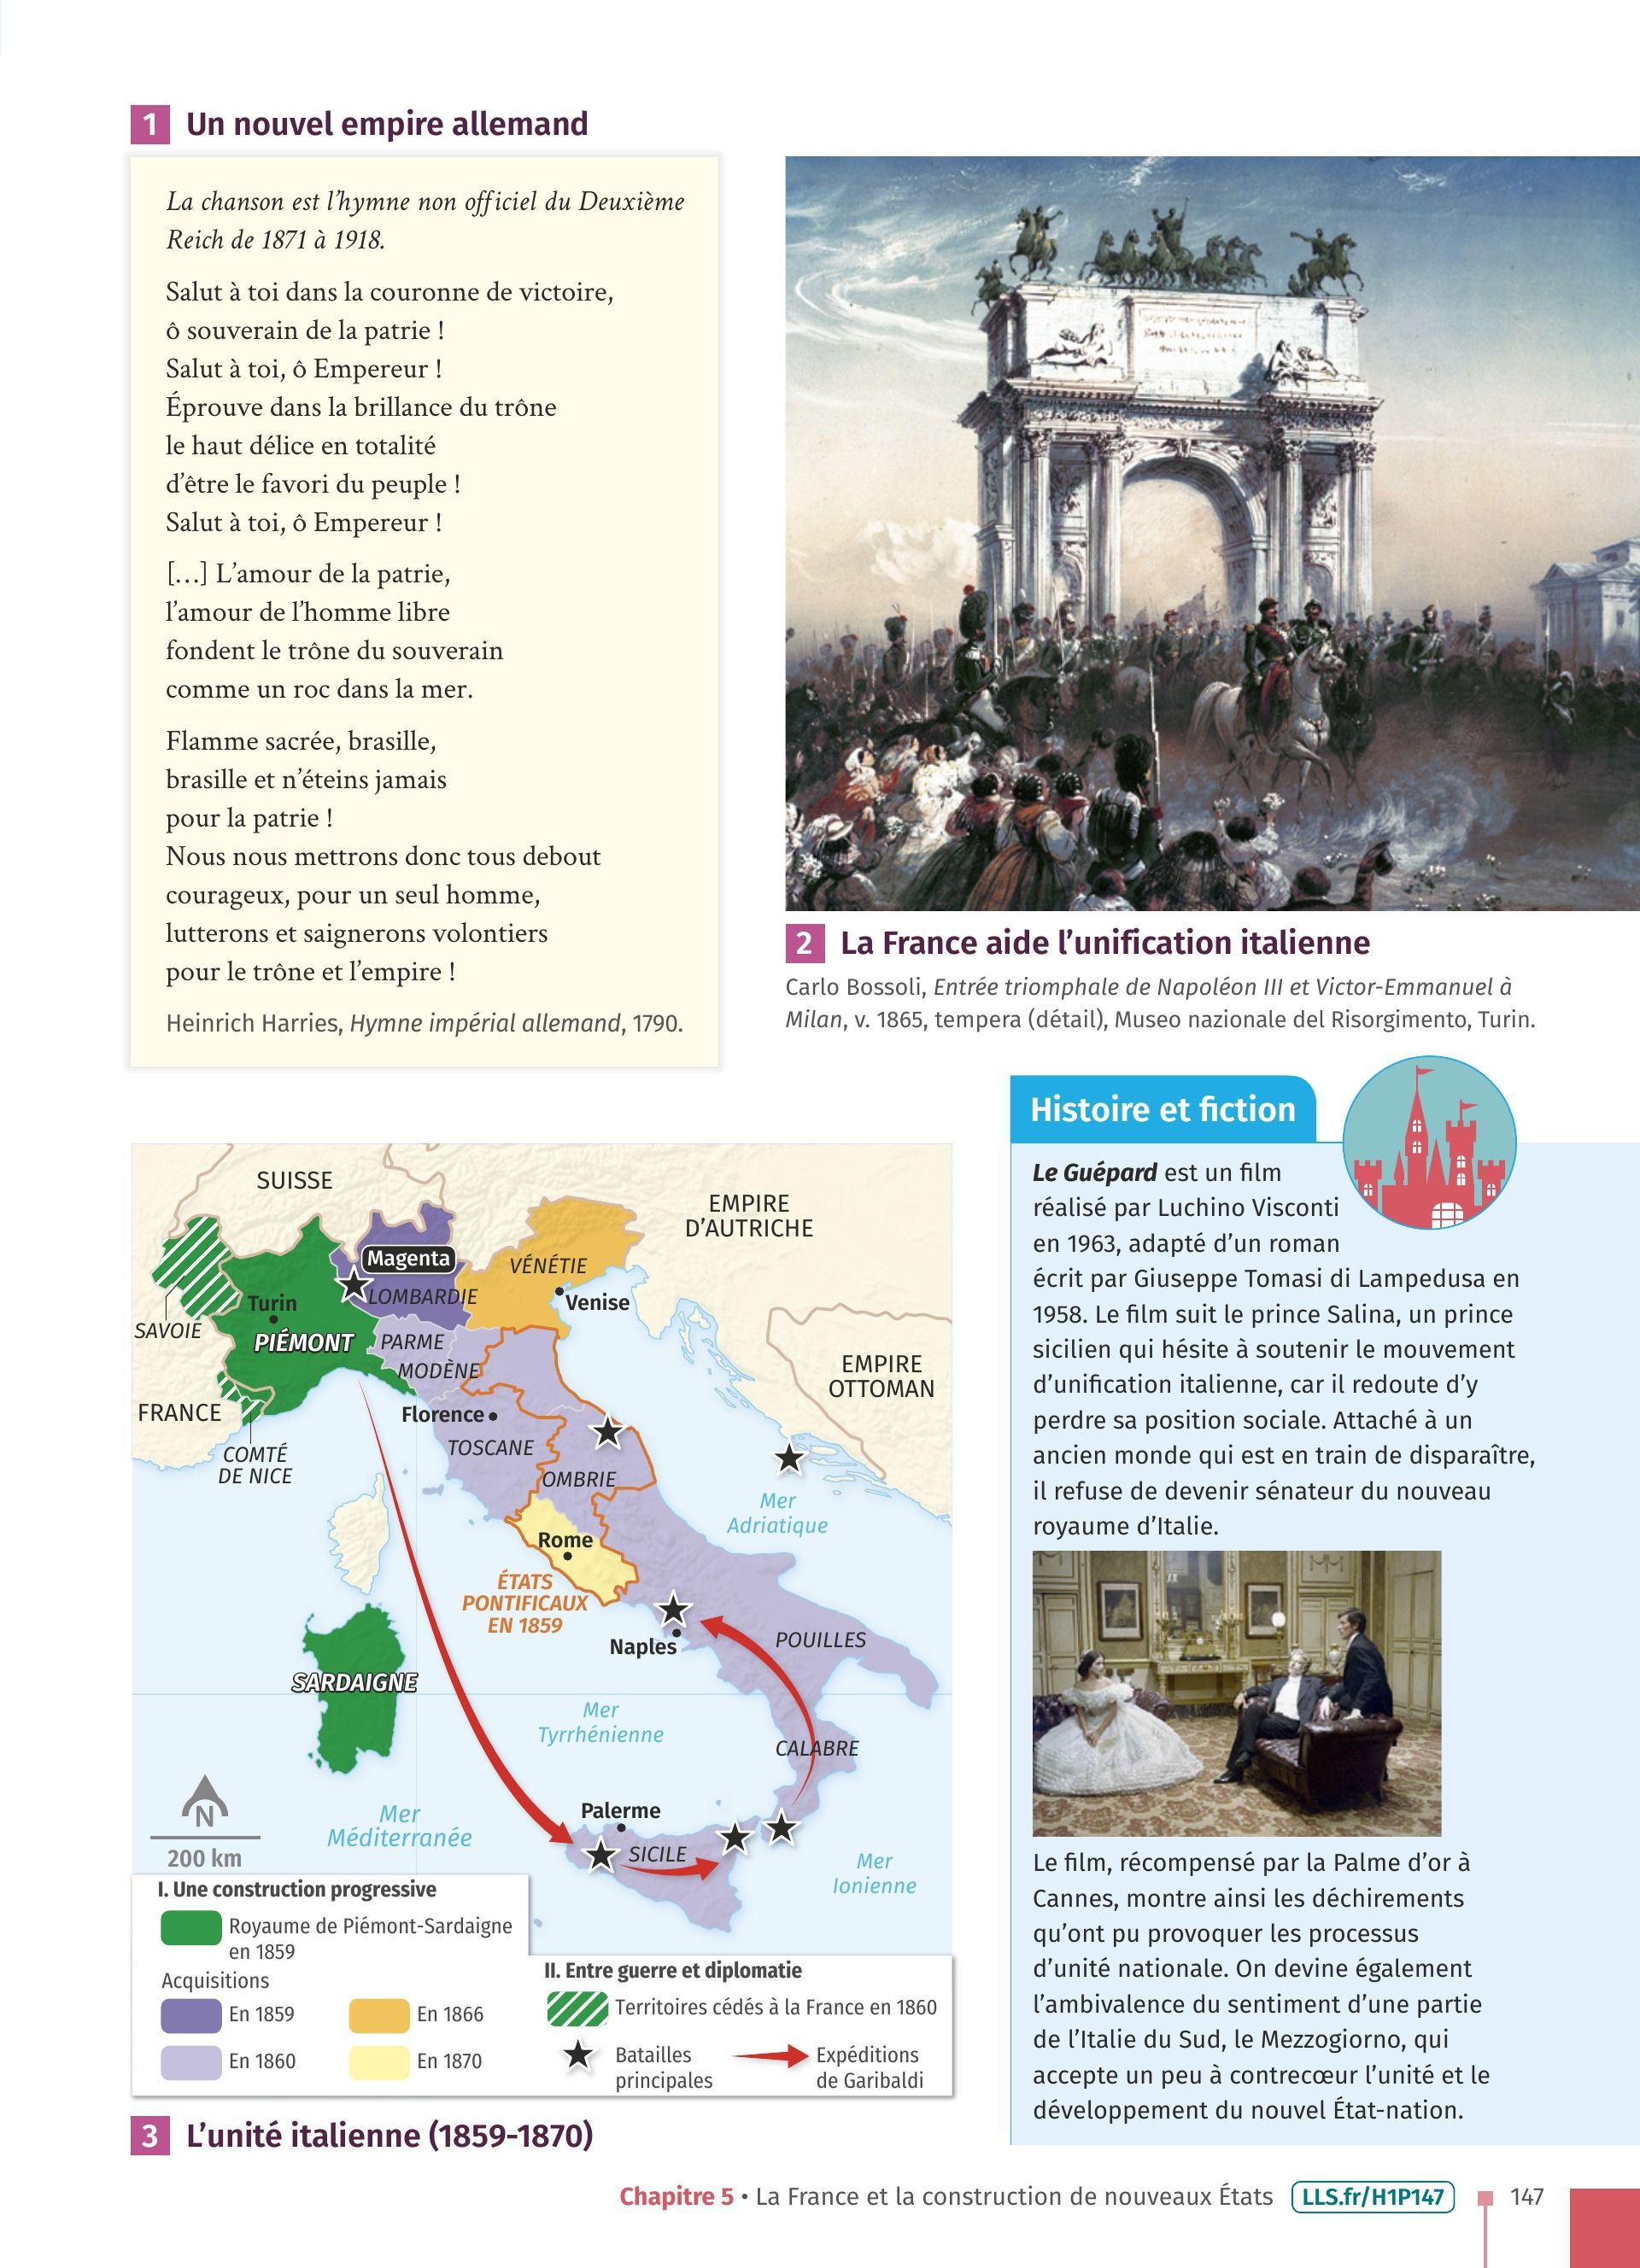 1 Un nouvel empire allemand
La chanson est l'hymne non officiel du Deuxième
Reich de 1871 à 1918.
Salut à toi dans la couronne de victoire,
ô souverain de la patrie !
Salut à toi, ô Empereur !
Éprouve dans la brillance du trône
le haut délice en totalité
d'être le favori du peuple !
Salut à toi, ô Empereur !
[…] L'amour de la patrie,
l'amour de l'homme libre
fondent le trône du souverain
comme un roc dans la mer.
Flamme sacrée, brasille,
brasille et n'éteins jamais
pour la patrie !
Nous nous mettrons donc tous debout
courageux, pour un seul homme,
lutterons et saignerons volontiers
pour le trône et l'empire !
Heinrich Harries, Hymne impérial allemand, 1790.
2 La France aide l'unification italienne
Carlo Bossoli, Entrée triomphale de Napoléon III et Victor-Emmanuel à
Milan, v. 1865, tempera (détail), Museo nazionale del Risorgimento, Turin.
SUISSE
EMPIRE
D'AUTRICHE
Magenta
VÉNÉTIE
LOMBARDIE
Venise
Turin
SAVOIE
PIÉMONT
PARME
MODÈNE
EMPIRE
OTTOMAN
FRANCE
Florence
COMTÉ
DE NICE
TOSCANE
OMBRIE
Mer
Adriatique
Rome
ÉTATS
PONTIFICAUX
EN 1859
Naples
POUILLES
SARDAIGNE
Mer
Tyrrhénienne
CALABRE
Palerme
Mer
Méditerranée
SICILE
Mer
Ionienne
N
200 km
I. Une construction progressive
Royaume de Piémont-Sardaigne
en 1859
Acquisitions
En 1859
En 1866
En 1860
En 1870
II. Entre guerre et diplomatie
Territoires cédés à la France en 1860
Batailles
principales
Expéditions
de Garibaldi
3 L'unité italienne (1859-1870)
Histoire et fiction
Le Guépard est un film
réalisé par Luchino Visconti
en 1963, adapté d'un roman
écrit par Giuseppe Tomasi di Lampedusa en
1958. Le film suit le prince Salina, un prince
sicilien qui hésite à soutenir le mouvement
d'unification italienne, car il redoute d'y
perdre sa position sociale. Attaché à un
ancien monde qui est en train de disparaître,
il refuse de devenir sénateur du nouveau
royaume d'Italie.
Le film, récompensé par la Palme d'or à
Cannes, montre ainsi les déchirements
qu'ont pu provoquer les processus
d'unité nationale. On devine également
l'ambivalence du sentiment d'une partie
de l'Italie du Sud, le Mezzogiorno, qui
accepte un peu à contrecœur l'unité et le
développement du nouvel État-nation.
Chapitre 5 • La France et la construction de nouveaux États LLS.fr/H1P147 147